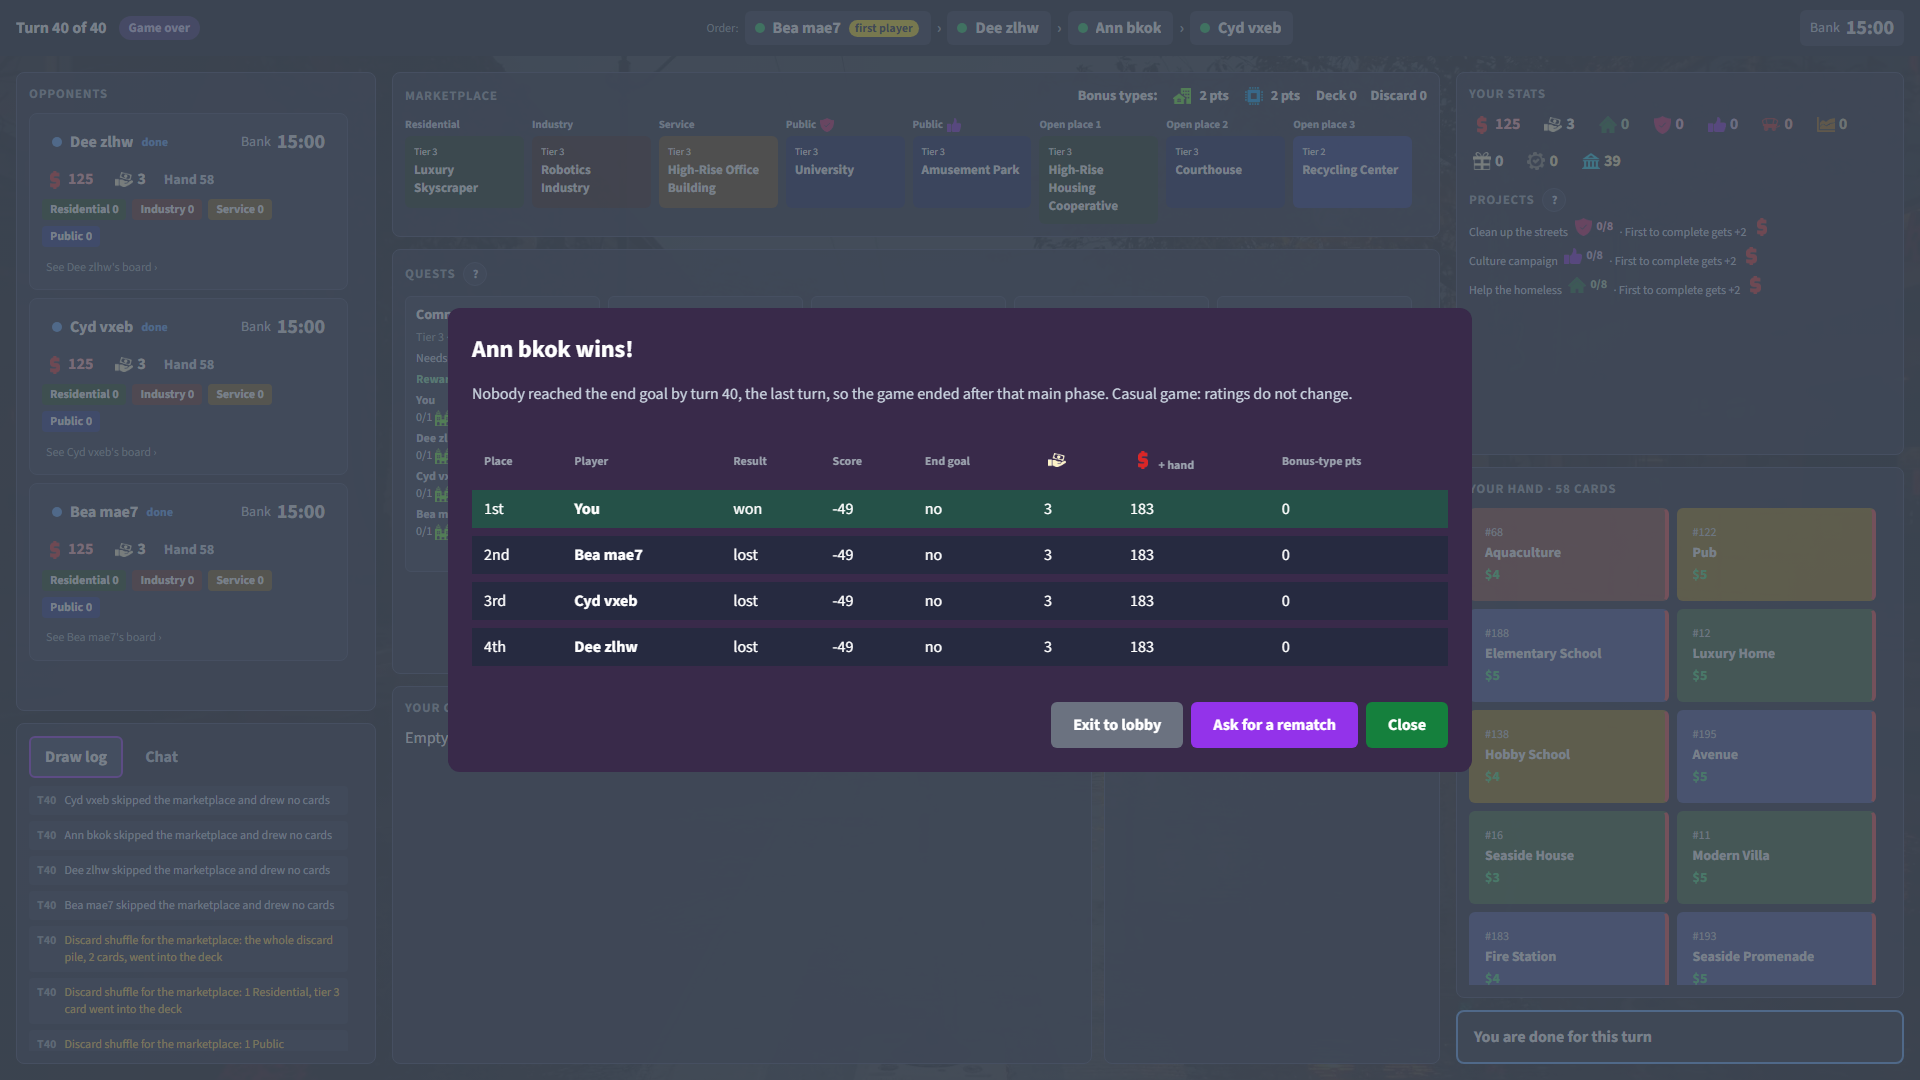 Turn 40 of 40 Game over
Order: Bea mae7 first player › Dee zlhw › Ann bkok › Cyd vxeb
Bank 15:00
OPPONENTS
Dee zlhw done Bank 15:00
125 3 Hand 58
Residential 0 Industry 0 Service 0
Public 0
See Dee zlhw's board ›
Cyd vxeb done Bank 15:00
125 3 Hand 58
Residential 0 Industry 0 Service 0
Public 0
See Cyd vxeb's board ›
Bea mae7 done Bank 15:00
125 3 Hand 58
Residential 0 Industry 0 Service 0
Public 0
See Bea mae7's board ›
Draw log Chat
T40 Cyd vxeb skipped the marketplace and drew no cards
T40 Ann bkok skipped the marketplace and drew no cards
T40 Dee zlhw skipped the marketplace and drew no cards
T40 Bea mae7 skipped the marketplace and drew no cards
T40 Discard shuffle for the marketplace: the whole discard
pile, 2 cards, went into the deck
T40 Discard shuffle for the marketplace: 1 Residential, tier 3
card went into the deck
T40 Discard shuffle for the marketplace: 1 Public
MARKETPLACE
Bonus types: 2 pts 2 pts Deck 0 Discard 0
Residential Industry Service Public Public Open place 1 Open place 2 Open place 3
Tier 3
Luxury
Skyscraper
Tier 3
Robotics
Industry
Tier 3
High-Rise Office
Building
Tier 3
University
Tier 3
Amusement Park
Tier 3
High-Rise
Housing
Cooperative
Tier 3
Courthouse
Tier 2
Recycling Center
QUESTS ?
Tier 3
Needs
You
0/1
0/1
0/1
0/1
Empty
Ann bkok wins!
Nobody reached the end goal by turn 40, the last turn, so the game ended after that main phase. Casual game: ratings do not change.
Place Player Result Score End goal + hand Bonus-type pts
1st You won -49 no 3 183 0
2nd Bea mae7 lost -49 no 3 183 0
3rd Cyd vxeb lost -49 no 3 183 0
4th Dee zlhw lost -49 no 3 183 0
Exit to lobby Ask for a rematch Close
YOUR STATS
125 3 0 0 0 0 0
0 0 39
PROJECTS ?
Clean up the streets 0/8 · First to complete gets +2
Culture campaign 0/8 · First to complete gets +2
Help the homeless 0/8 · First to complete gets +2
YOUR HAND · 58 CARDS
#68
Aquaculture
$4
#122
Pub
$5
#188
Elementary School
$5
#12
Luxury Home
$5
#138
Hobby School
$4
#195
Avenue
$5
#16
Seaside House
$3
#11
Modern Villa
$5
#183
Fire Station
$4
#193
Seaside Promenade
$5
You are done for this turn